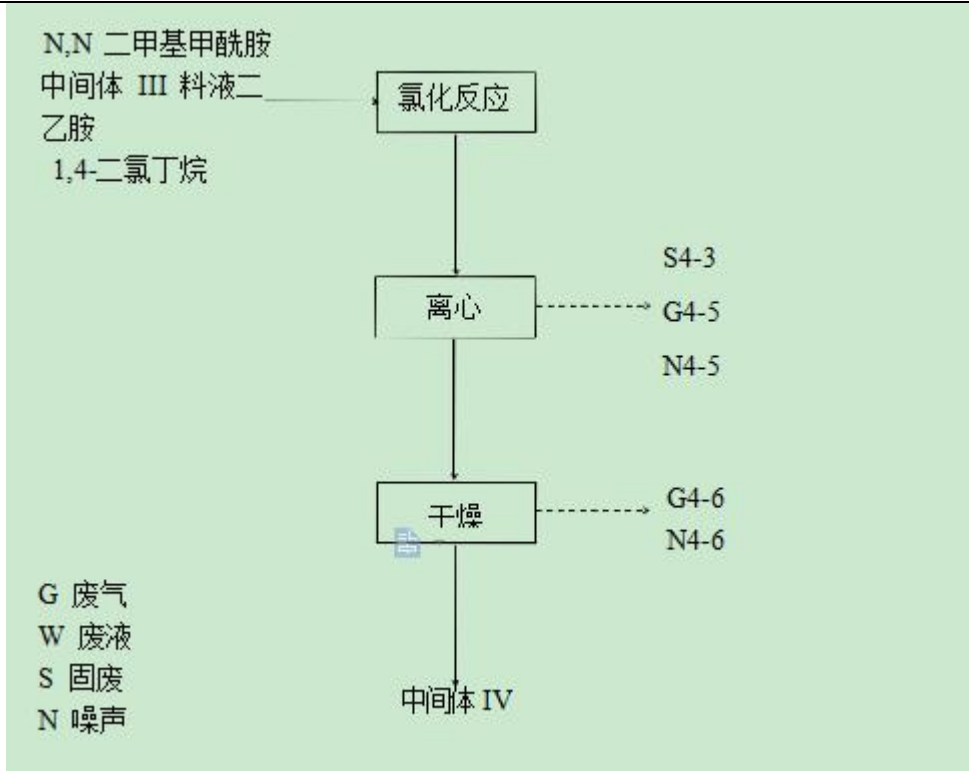 N,N 二甲基甲酰胺
中间体 III 料液二
乙胺
1,4-二氯丁烷
氯化反应
离心
S4-3
G4-5
N4-5
干燥
G4-6
N4-6
G 废气
W 废液
S 固废
N 噪声
中间体 IV